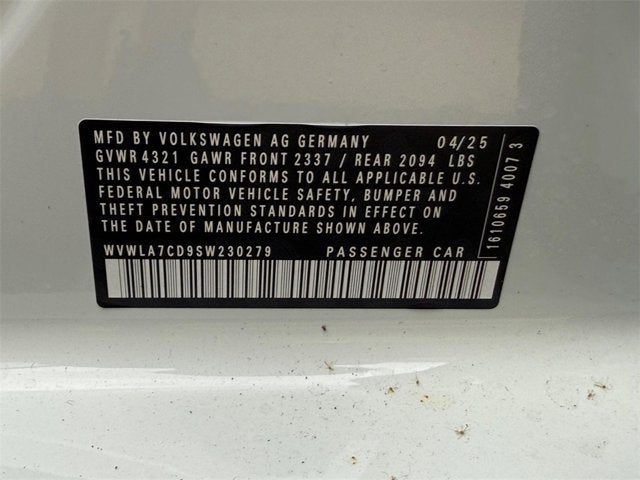 MFD BY VOLKSWAGEN AG GERMANY 04/25
GVWR 4321 GAWR FRONT 2337 / REAR 2094 LBS
THIS VEHICLE CONFORMS TO ALL APPLICABLE U.S.
FEDERAL MOTOR VEHICLE SAFETY, BUMPER AND
THEFT PREVENTION STANDARDS IN EFFECT ON
THE DATE OF MANUFACTURE SHOWN ABOVE.
WVWLA7CD9SW230279 PASSENGER CAR
1610659 4007 3